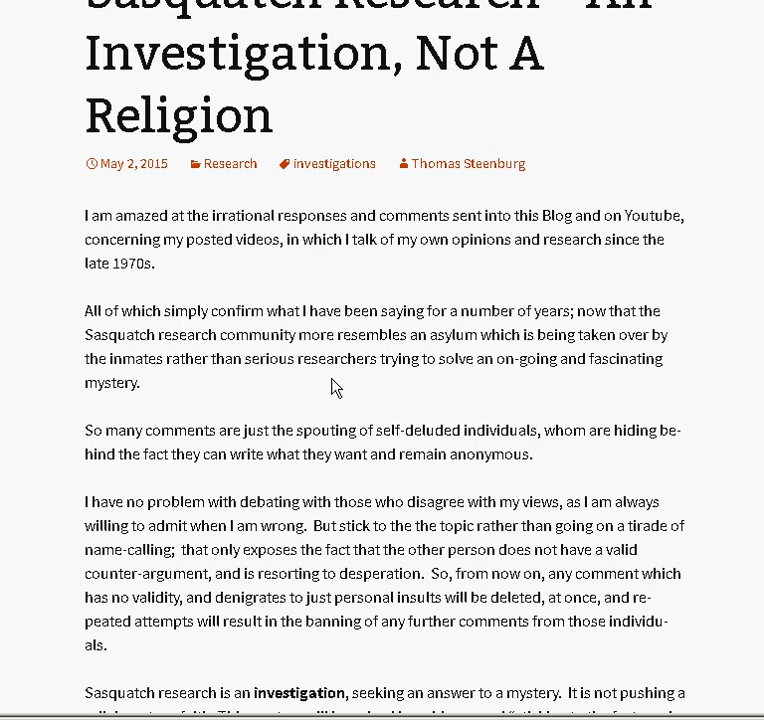 Sasquatch Research – An
Investigation, Not A
Religion
May 2, 2015 Research investigations Thomas Steenburg
I am amazed at the irrational responses and comments sent into this Blog and on Youtube,
concerning my posted videos, in which I talk of my own opinions and research since the
late 1970s.
All of which simply confirm what I have been saying for a number of years; now that the
Sasquatch research community more resembles an asylum which is being taken over by
the inmates rather than serious researchers trying to solve an on-going and fascinating
mystery.
So many comments are just the spouting of self-deluded individuals, whom are hiding be-
hind the fact they can write what they want and remain anonymous.
I have no problem with debating with those who disagree with my views, as I am always
willing to admit when I am wrong.  But stick to the the topic rather than going on a tirade of
name-calling;  that only exposes the fact that the other person does not have a valid
counter-argument, and is resorting to desperation.  So, from now on, any comment which
has no validity, and denigrates to just personal insults will be deleted, at once, and re-
peated attempts will result in the banning of any further comments from those individu-
als.
Sasquatch research is an investigation, seeking an answer to a mystery.  It is not pushing a